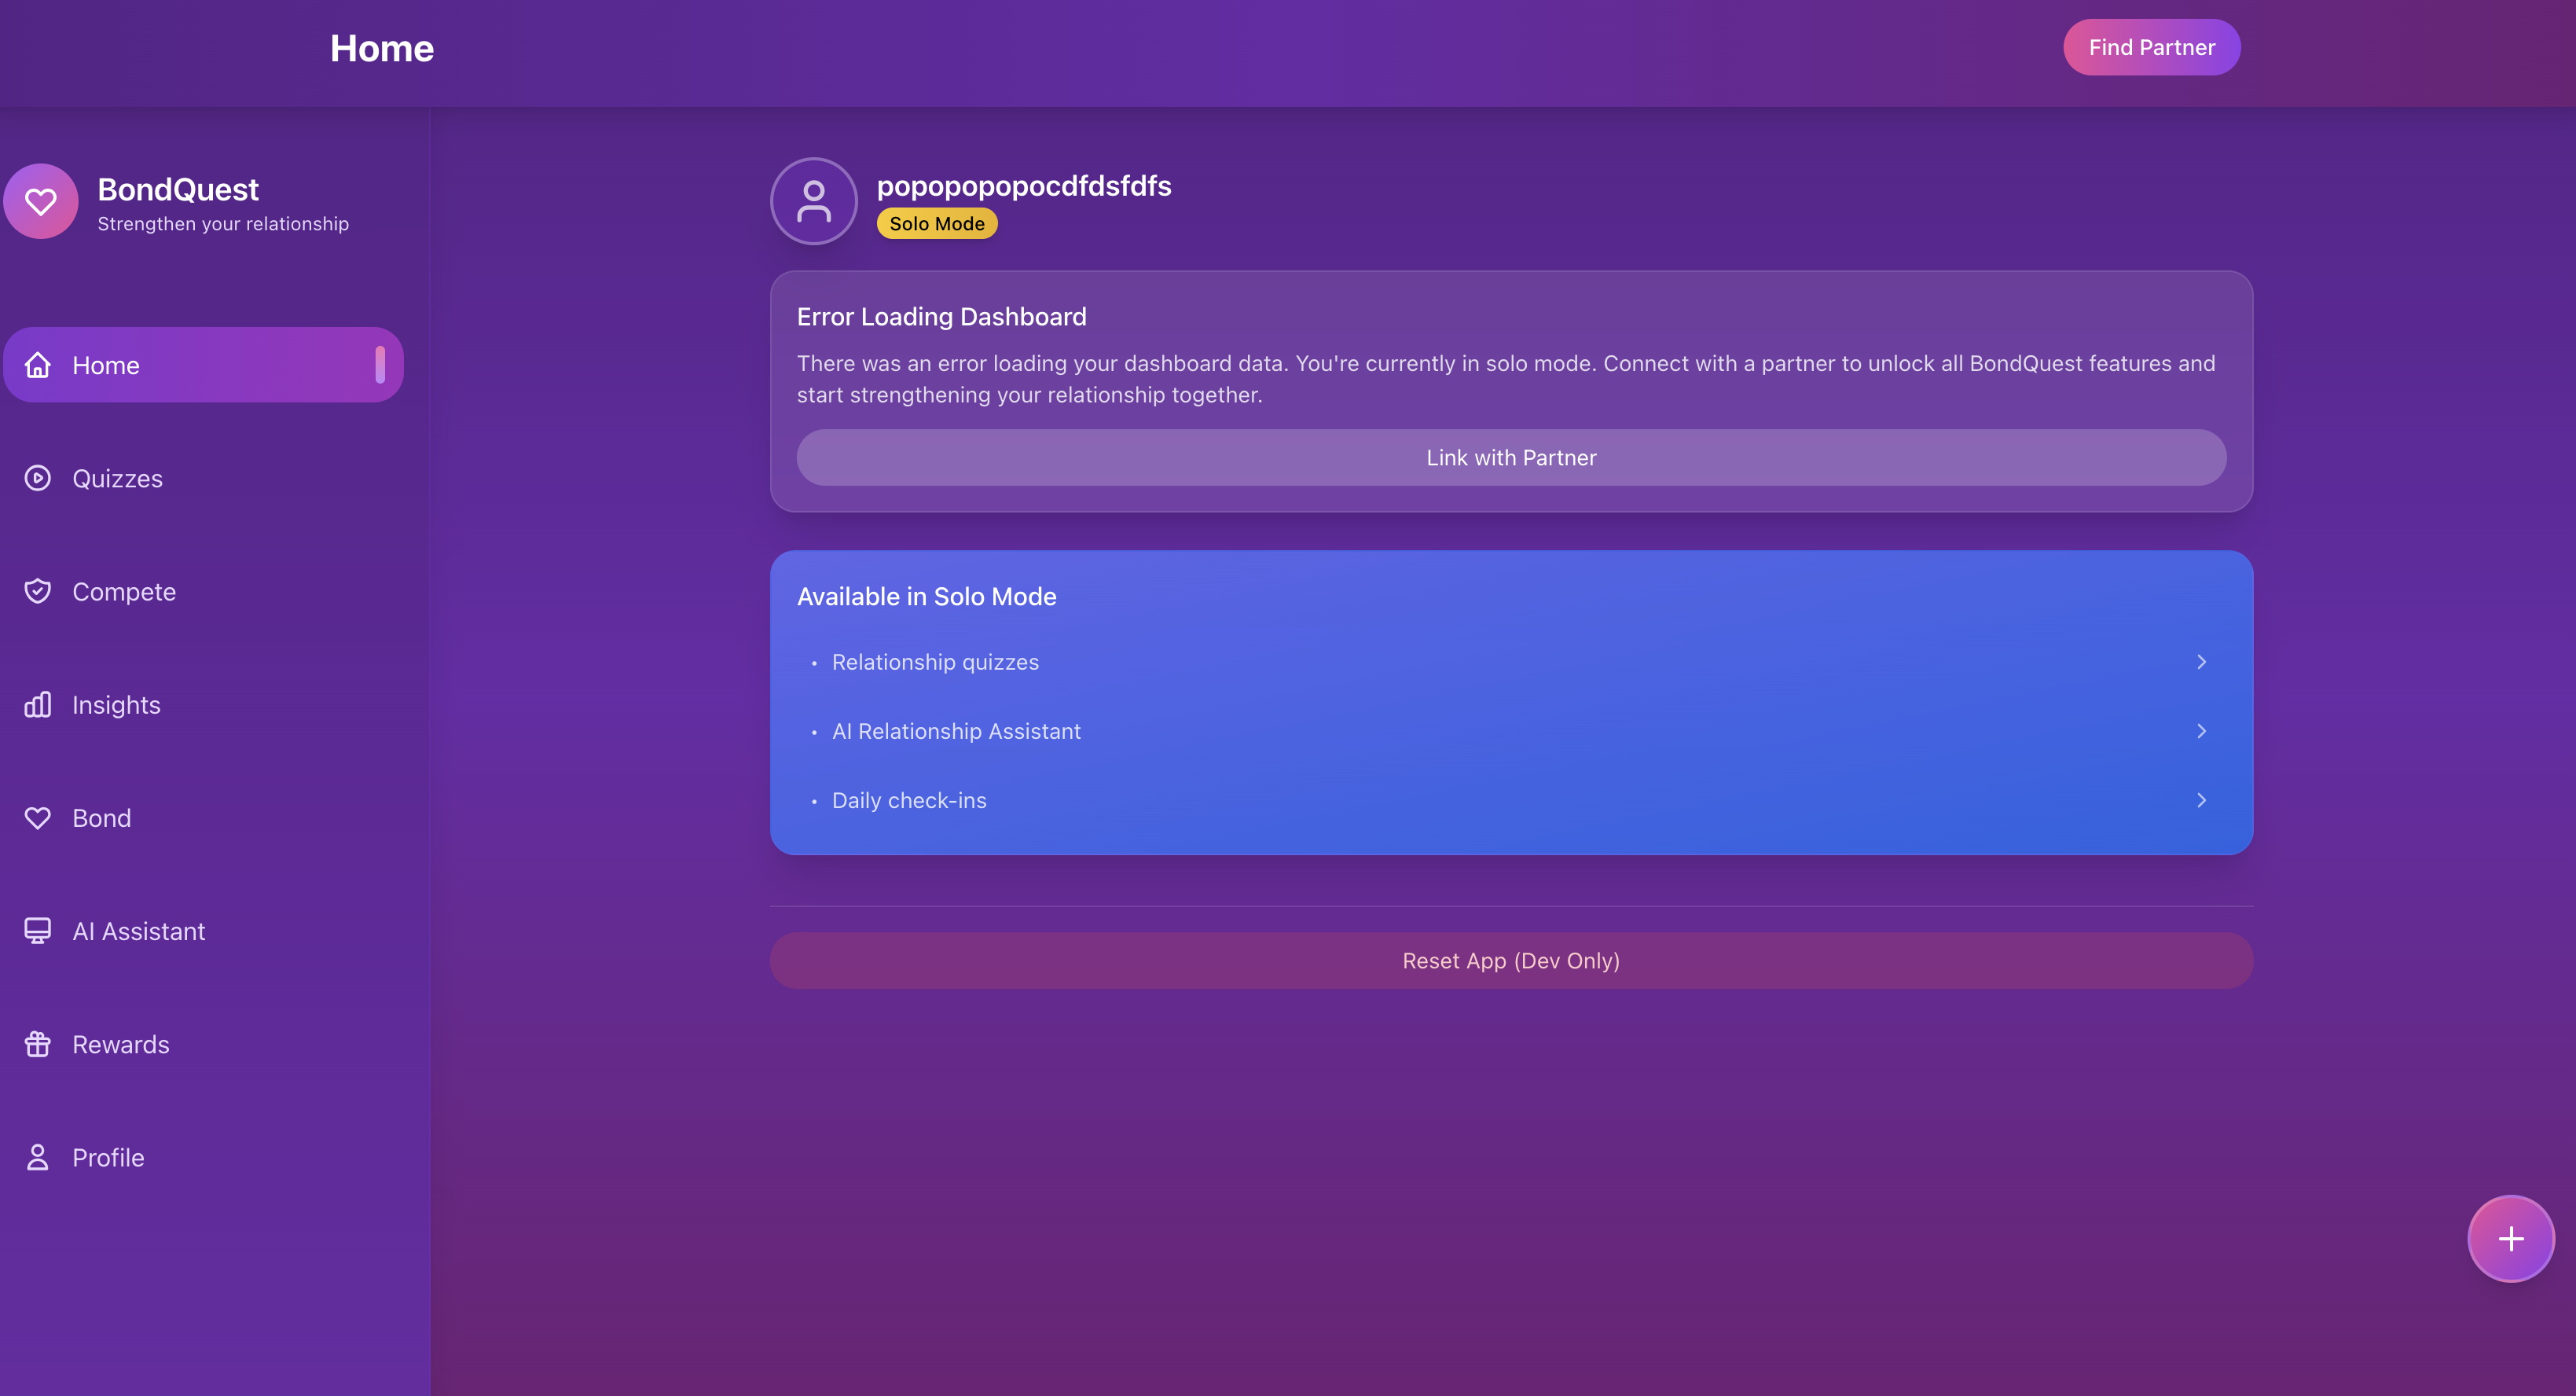 Home
Find Partner
BondQuest
Strengthen your relationship
Home
Quizzes
Compete
Insights
Bond
AI Assistant
Rewards
Profile
popopopopocdfdsfdfs
Solo Mode
Error Loading Dashboard
There was an error loading your dashboard data. You're currently in solo mode. Connect with a partner to unlock all BondQuest features and
start strengthening your relationship together.
Link with Partner
Available in Solo Mode
• Relationship quizzes
• AI Relationship Assistant
• Daily check-ins
Reset App (Dev Only)